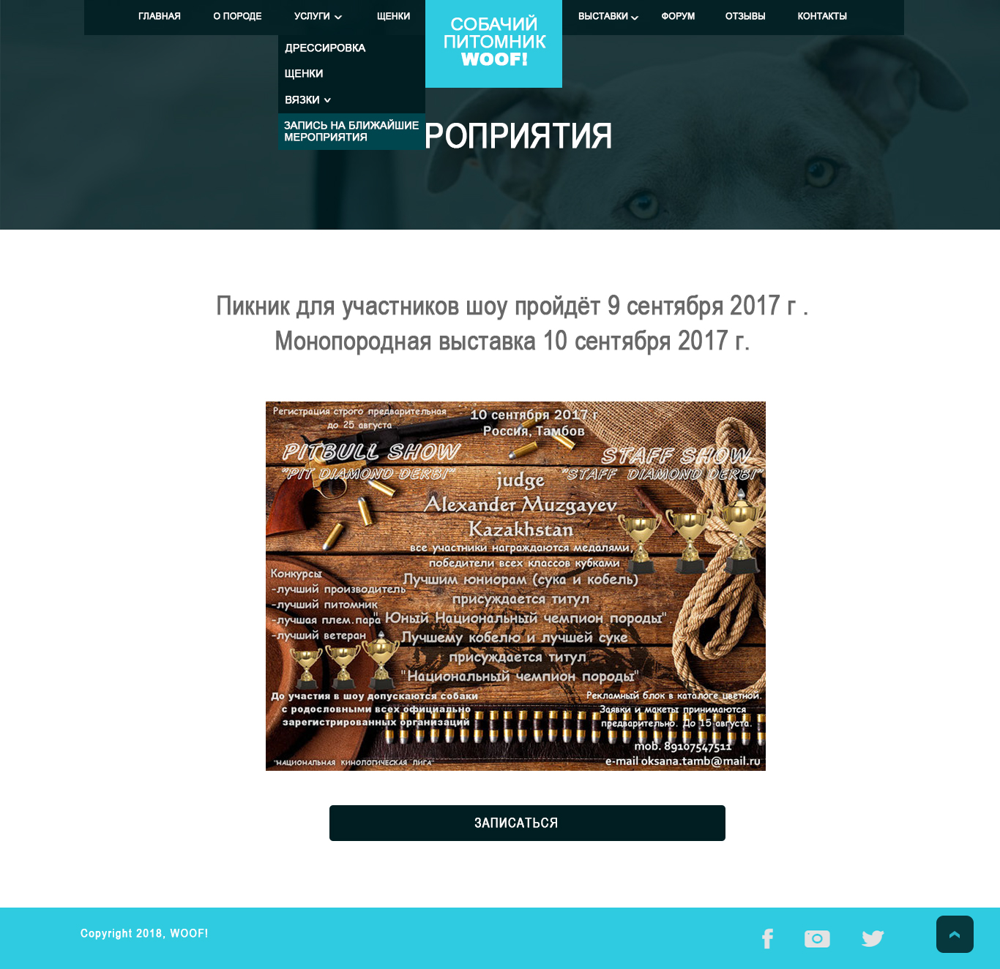 ГЛАВНАЯ
О ПОРОДЕ
УСЛУГИ
ЩЕНКИ
СОБАЧИЙ
ПИТОМНИК
WOOF!
ВЫСТАВКИ
ФОРУМ
ОТЗЫВЫ
КОНТАКТЫ
ДРЕССИРОВКА
ЩЕНКИ
ВЯЗКИ
ЗАПИСЬ НА БЛИЖАЙШИЕ
МЕРОПРИЯТИЯ
РОПРИЯТИЯ
Пикник для участников шоу пройдёт 9 сентября 2017 г .
Монопородная выставка 10 сентября 2017 г.
Регистрация строго предварительная
до 25 августа
10 сентября 2017 г
Россия, Тамбов
PITBULL SHOW
"PIT DIAMOND DERBI"
STAFF SHOW
"STAFF DIAMOND DERBI"
judge
Alexander Muzgayev
Kazakhstan
все участники награждаются медалями,
победители всех классов кубками
Лучшим юниорам (сука и кобель)
присуждается титул
" Юный Национальный чемпион породы".
Лучшему кобелю и лучшей суке
присуждается титул
"Национальный чемпион породы"
Конкурсы
-лучший производитель
-лучший питомник
-лучшая плем.пара
-лучший ветеран
До участия в шоу допускаются собаки
с родословными всех официально
зарегистрированных организаций
Рекламный блок в каталоге цветной.
Заявки и макеты принимаются
предварительно. До 15 августа.
mob. 89107547511
e-mail oksana.tamb@mail.ru
"НАЦИОНАЛЬНАЯ КИНОЛОГИЧЕСКАЯ ЛИГА"
ЗАПИСАТЬСЯ
Copyright 2018, WOOF!